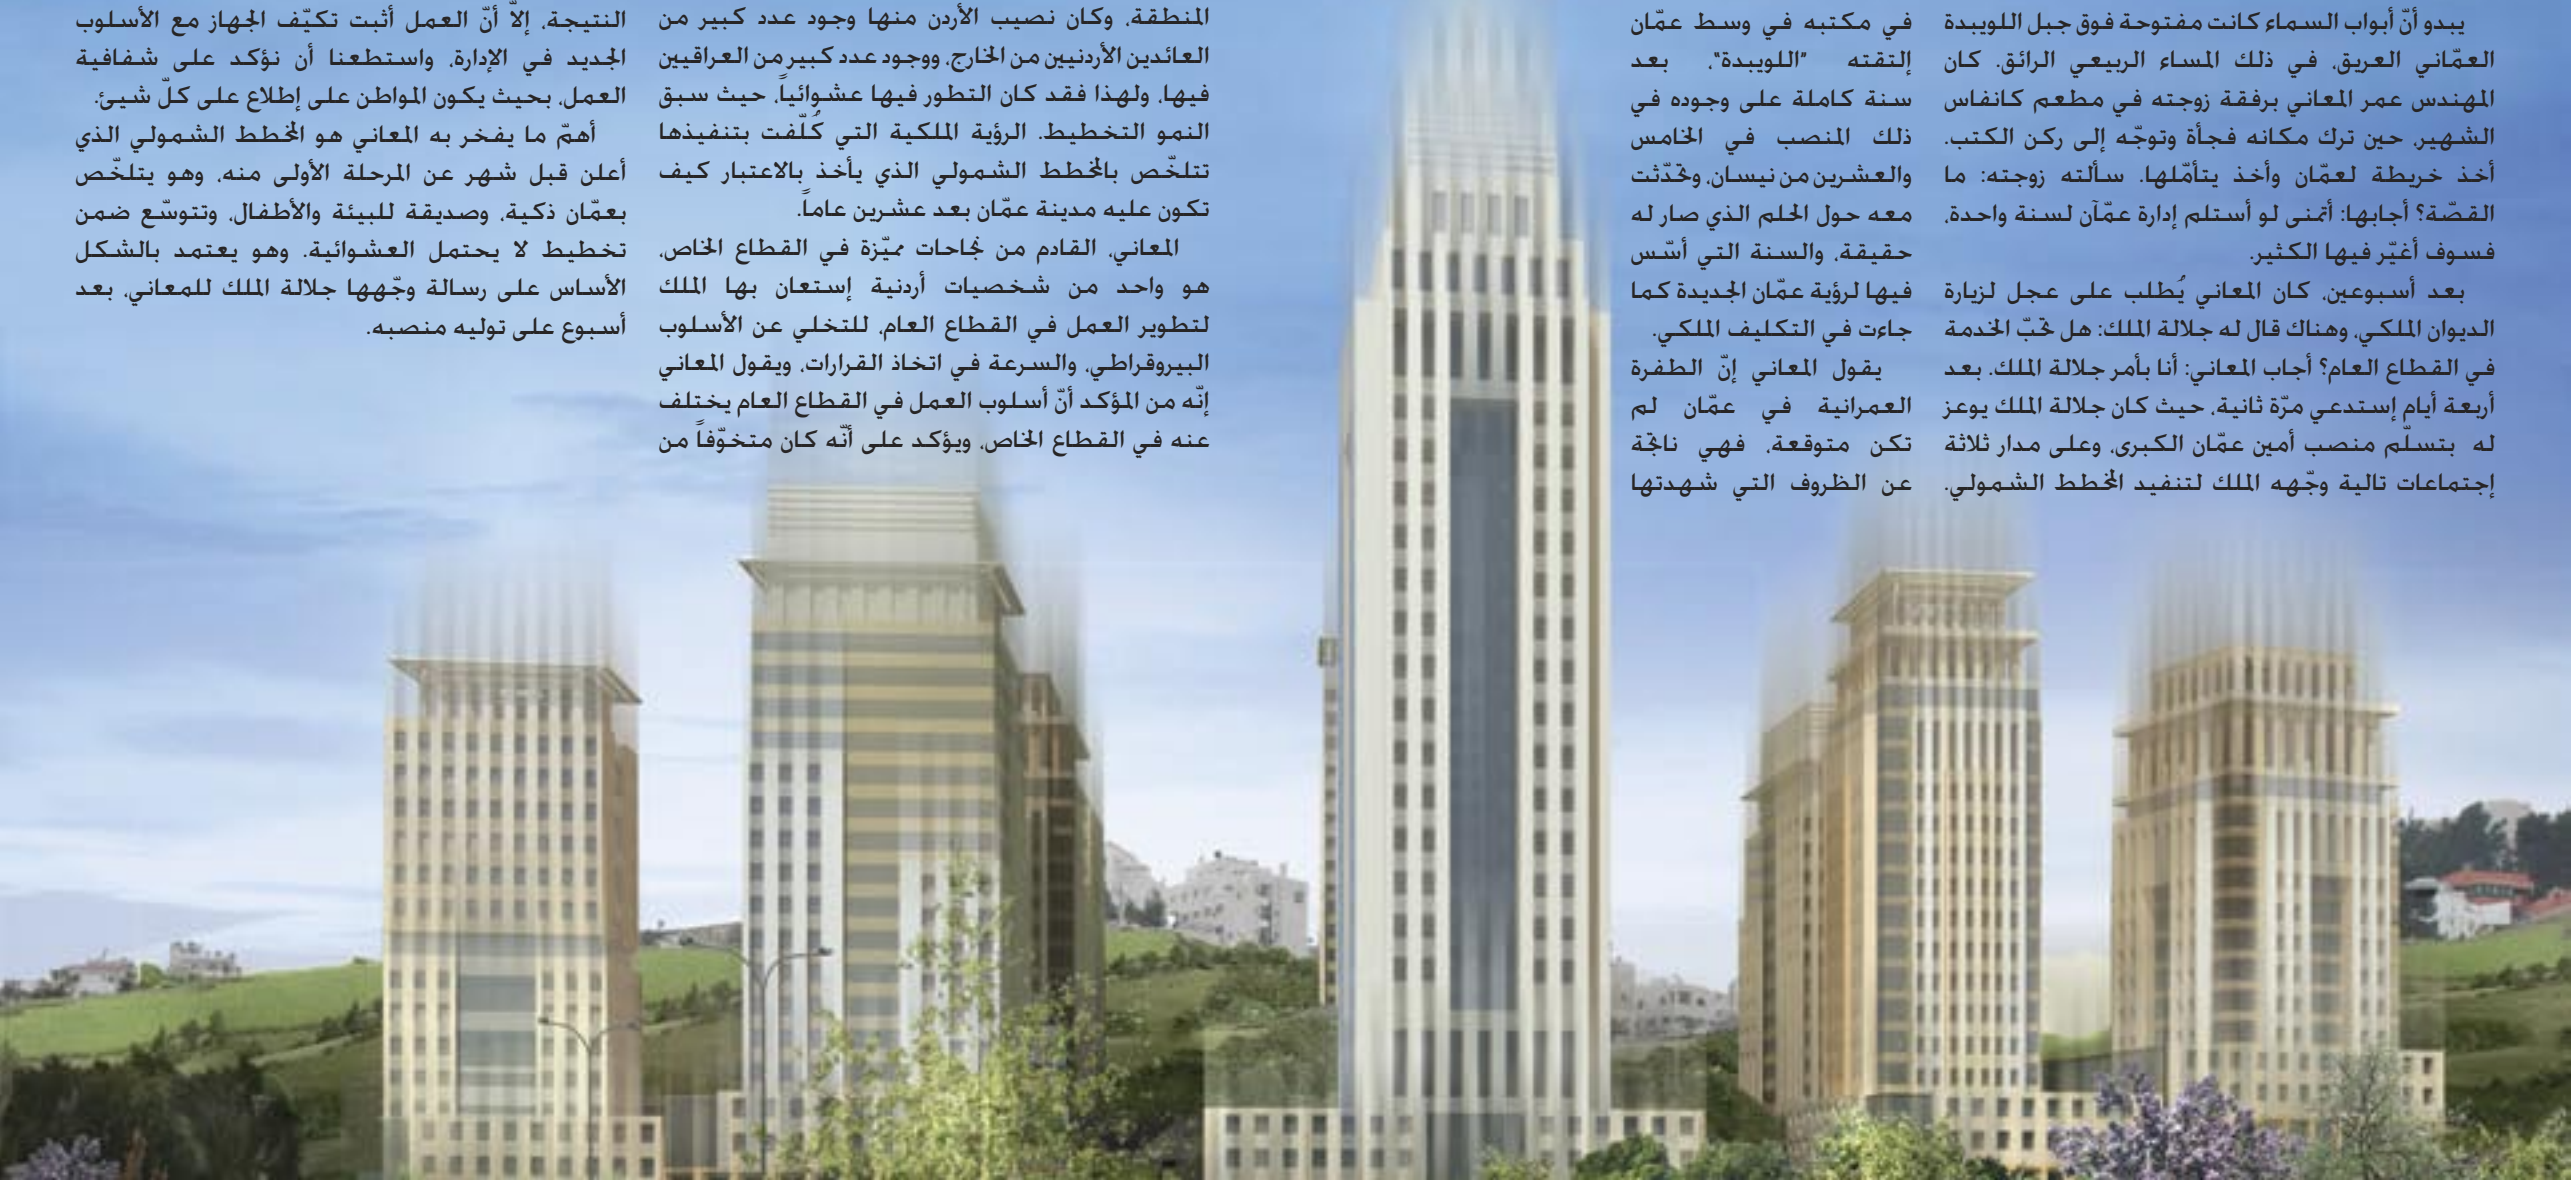 يبدو أنّ أبواب السماء كانت مفتوحة فوق جبل اللويبدة
العمّاني العريق، في ذلك المساء الربيعي الرائق. كان
المهندس عمر المعاني برفقة زوجته في مطعم كانفاس
الشهير، حين ترك مكانه فجأة وتوجّه إلى ركن الكتب.
أخذ خريطة لعمّان وأخذ يتأمّلها. سألته زوجته: ما
القصّة؟ أجابها: أتمنى لو أستلم إدارة عمّآن لسنة واحدة،
فسوف أغيّر فيها الكثير.
بعد أسبوعين، كان المعاني يُطلب على عجل لزيارة
الديوان الملكي، وهناك قال له جلالة الملك: هل تحبّ الخدمة
في القطاع العام؟ أجاب المعاني: أنا بأمر جلالة الملك. بعد
أربعة أيام إستدعي مرّة ثانية، حيث كان جلالة الملك يوعز
له بتسلّم منصب أمين عمّان الكبرى، وعلى مدار ثلاثة
إجتماعات تالية وجّهه الملك لتنفيد المخطط الشمولي.
في مكتبه في وسط عمّان
إلتقته "اللويبدة"، بعد
سنة كاملة على وجوده في
ذلك المنصب في الخامس
والعشرين من نيسان، وتحدّثت
معه حول الحلم الذي صار له
حقيقة، والسنة التي أسّس
فيها لرؤية عمّان الجديدة كما
جاءت في التكليف الملكي.
يقول المعاني إنّ الطفرة
العمرانية في عمّان لم
تكن متوقعة، فهي ناتجة
عن الظروف التي شهدتها
المنطقة، وكان نصيب الأردن منها وجود عدد كبير من
العائدين الأردنيين من الخارج، ووجود عدد كبير من العراقيين
فيها، ولهذا فقد كان التطور فيها عشوائياً، حيث سبق
النمو التخطيط. الرؤية الملكية التي كُلّفت بتنفيذها
تتلخّص بالمخطط الشمولي الذي يأخذ بالاعتبار كيف
تكون عليه مدينة عمّان بعد عشرين عاماً.
المعاني، القادم من نجاحات مميّزة في القطاع الخاص،
هو واحد من شخصيات أردنية إستعان بها الملك
لتطوير العمل في القطاع العام، للتخلي عن الأسلوب
البيروقراطي، والسرعة في اتخاذ القرارات، ويقول المعاني
إنّه من المؤكد أنّ أسلوب العمل في القطاع العام يختلف
عنه في القطاع الخاص، ويؤكد على أنّه كان متخوّفاً من
النتيجة، إلاّ أنّ العمل أثبت تكيّف الجهاز مع الأسلوب
الجديد في الإدارة، واستطعنا أن نؤكد على شفافية
العمل، بحيث يكون المواطن على إطلاع على كلّ شيئ.
أهمّ ما يفخر به المعاني هو المخطط الشمولي الذي
أعلن قبل شهر عن المرحلة الأولى منه، وهو يتلخّص
بعمّان ذكية، وصديقة للبيئة والأطفال، وتتوسّع ضمن
تخطيط لا يحتمل العشوائية. وهو يعتمد بالشكل
الأساس على رسالة وجّهها جلالة الملك للمعاني، بعد
أسبوع على توليه منصبه.